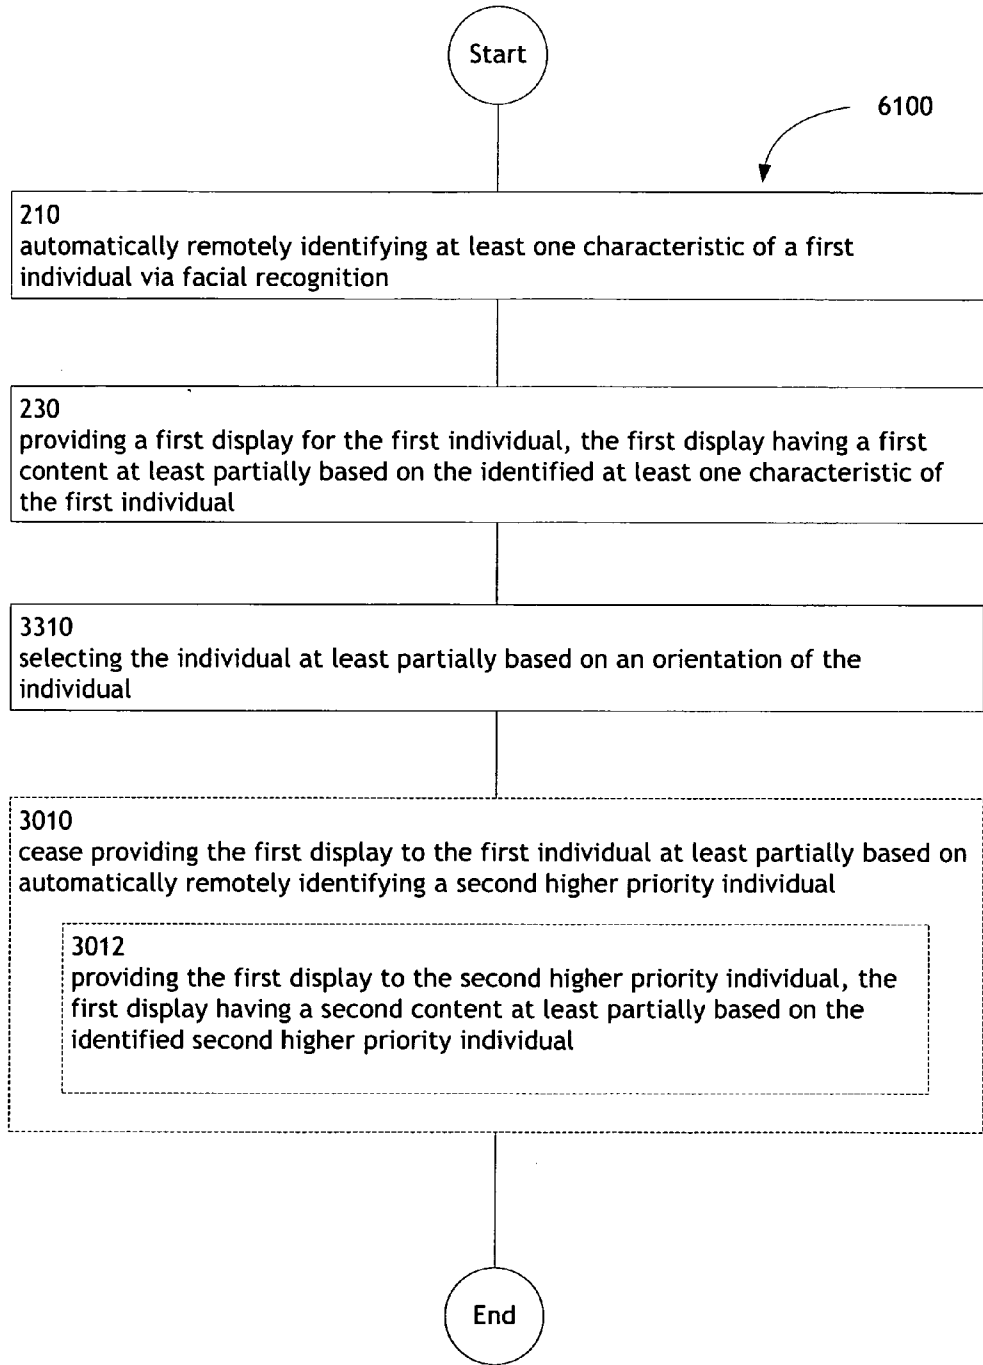 Start
6100
210
automatically remotely identifying at least one characteristic of a first
individual via facial recognition
230
providing a first display for the first individual, the first display having a first
content at least partially based on the identified at least one characteristic of
the first individual
3310
selecting the individual at least partially based on an orientation of the
individual
3010
cease providing the first display to the first individual at least partially based on
automatically remotely identifying a second higher priority individual
3012
providing the first display to the second higher priority individual, the
first display having a second content at least partially based on the
identified second higher priority individual
End